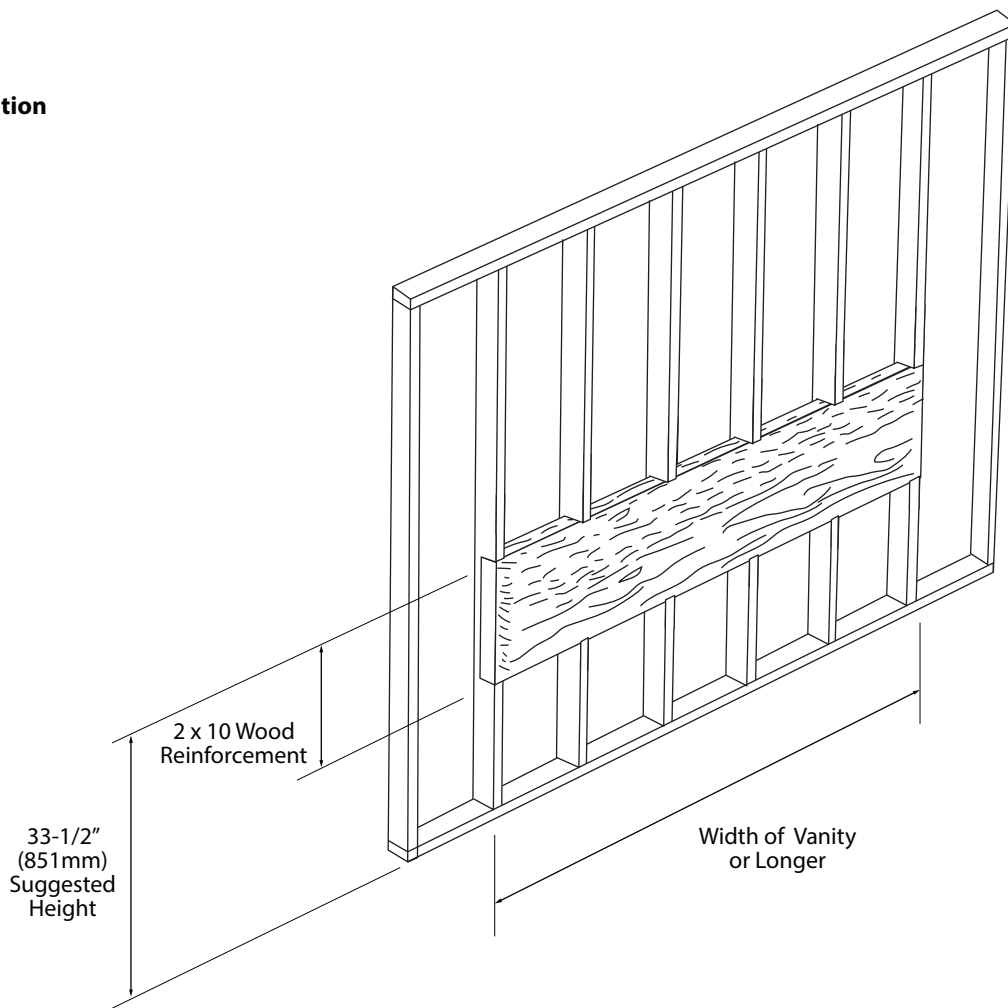 tion
2 x 10 Wood
Reinforcement
33-1/2"
(851mm)
Suggested
Height
Width of Vanity
or Longer